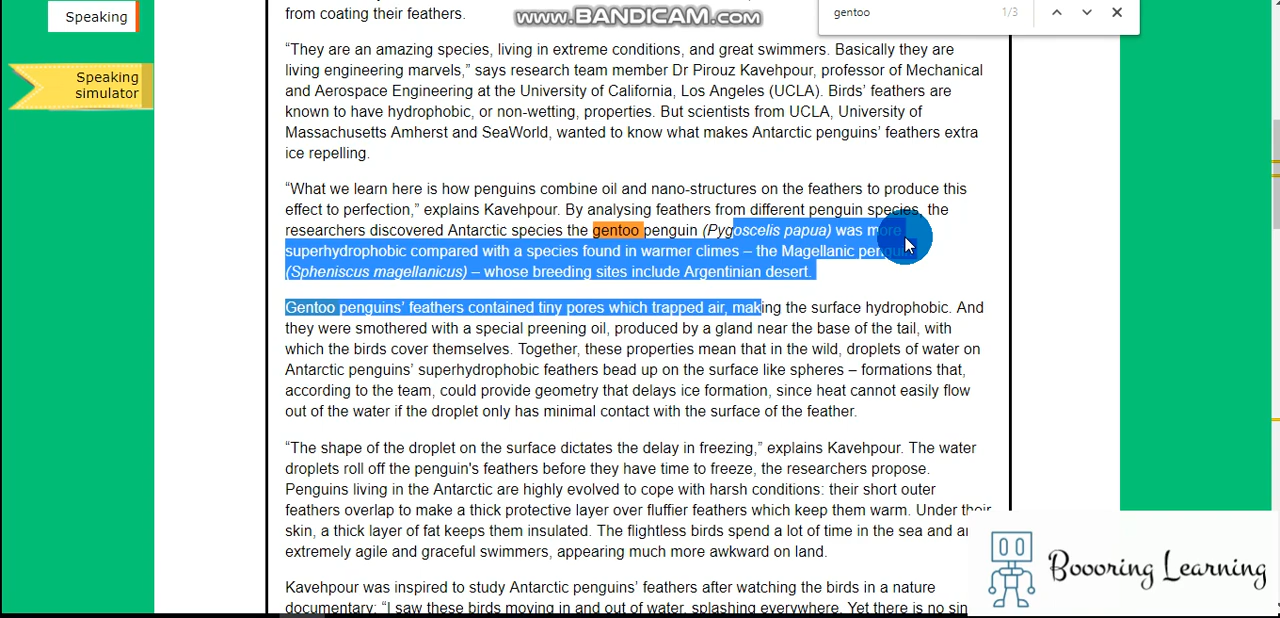 Speaking
Speaking
simulator
www.BANDICAM.com
gentoo
1/3
from coating their feathers.
“They are an amazing species, living in extreme conditions, and great swimmers. Basically they are
living engineering marvels,” says research team member Dr Pirouz Kavehpour, professor of Mechanical
and Aerospace Engineering at the University of California, Los Angeles (UCLA). Birds’ feathers are
known to have hydrophobic, or non-wetting, properties. But scientists from UCLA, University of
Massachusetts Amherst and SeaWorld, wanted to know what makes Antarctic penguins’ feathers extra
ice repelling.
“What we learn here is how penguins combine oil and nano-structures on the feathers to produce this
effect to perfection,” explains Kavehpour. By analysing feathers from different penguin species, the
researchers discovered Antarctic species the gentoo penguin (Pygoscelis papua) was more
superhydrophobic compared with a species found in warmer climes – the Magellanic penguin
(Spheniscus magellanicus) – whose breeding sites include Argentinian desert.
Gentoo penguins’ feathers contained tiny pores which trapped air, making the surface hydrophobic. And
they were smothered with a special preening oil, produced by a gland near the base of the tail, with
which the birds cover themselves. Together, these properties mean that in the wild, droplets of water on
Antarctic penguins’ superhydrophobic feathers bead up on the surface like spheres – formations that,
according to the team, could provide geometry that delays ice formation, since heat cannot easily flow
out of the water if the droplet only has minimal contact with the surface of the feather.
“The shape of the droplet on the surface dictates the delay in freezing,” explains Kavehpour. The water
droplets roll off the penguin's feathers before they have time to freeze, the researchers propose.
Penguins living in the Antarctic are highly evolved to cope with harsh conditions: their short outer
feathers overlap to make a thick protective layer over fluffier feathers which keep them warm. Under their
skin, a thick layer of fat keeps them insulated. The flightless birds spend a lot of time in the sea and
extremely agile and graceful swimmers, appearing much more awkward on land.
Kavehpour was inspired to study Antarctic penguins’ feathers after watching the birds in a nature
documentary: “I saw these birds moving in and out of water, splashing everywhere. Yet there is no
Boooring Learning